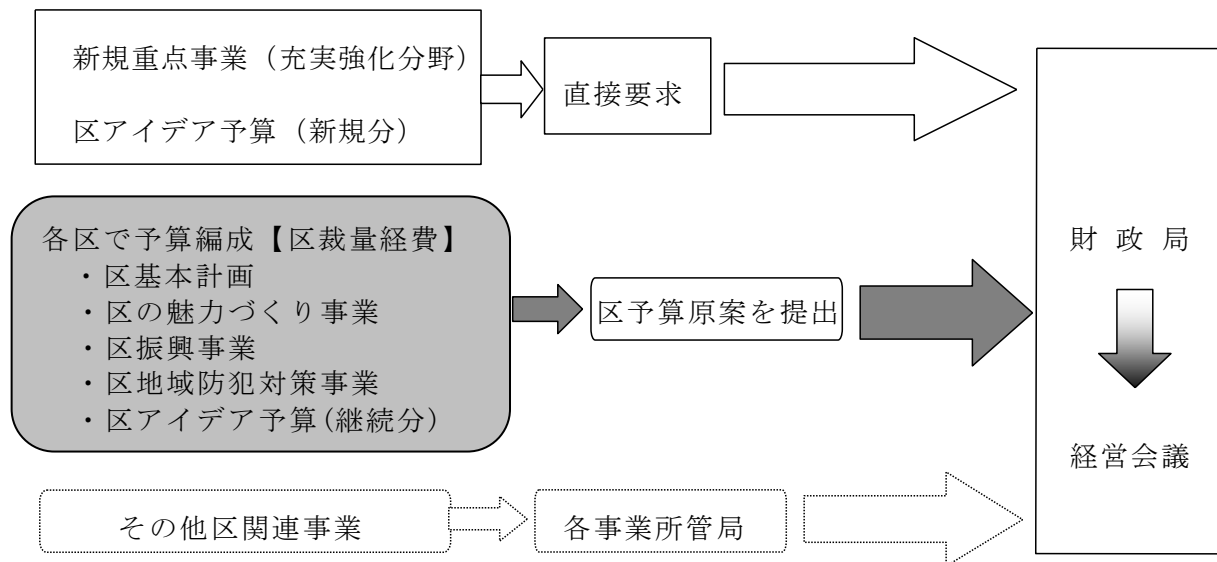 新規重点事業（充実強化分野）
区アイデア予算（新規分）
直接要求
各区で予算編成【区裁量経費】
・区基本計画
・区の魅力づくり事業
・区振興事業
・区地域防犯対策事業
・区アイデア予算(継続分)
区予算原案を提出
その他区関連事業
各事業所管局
財政局
経営会議